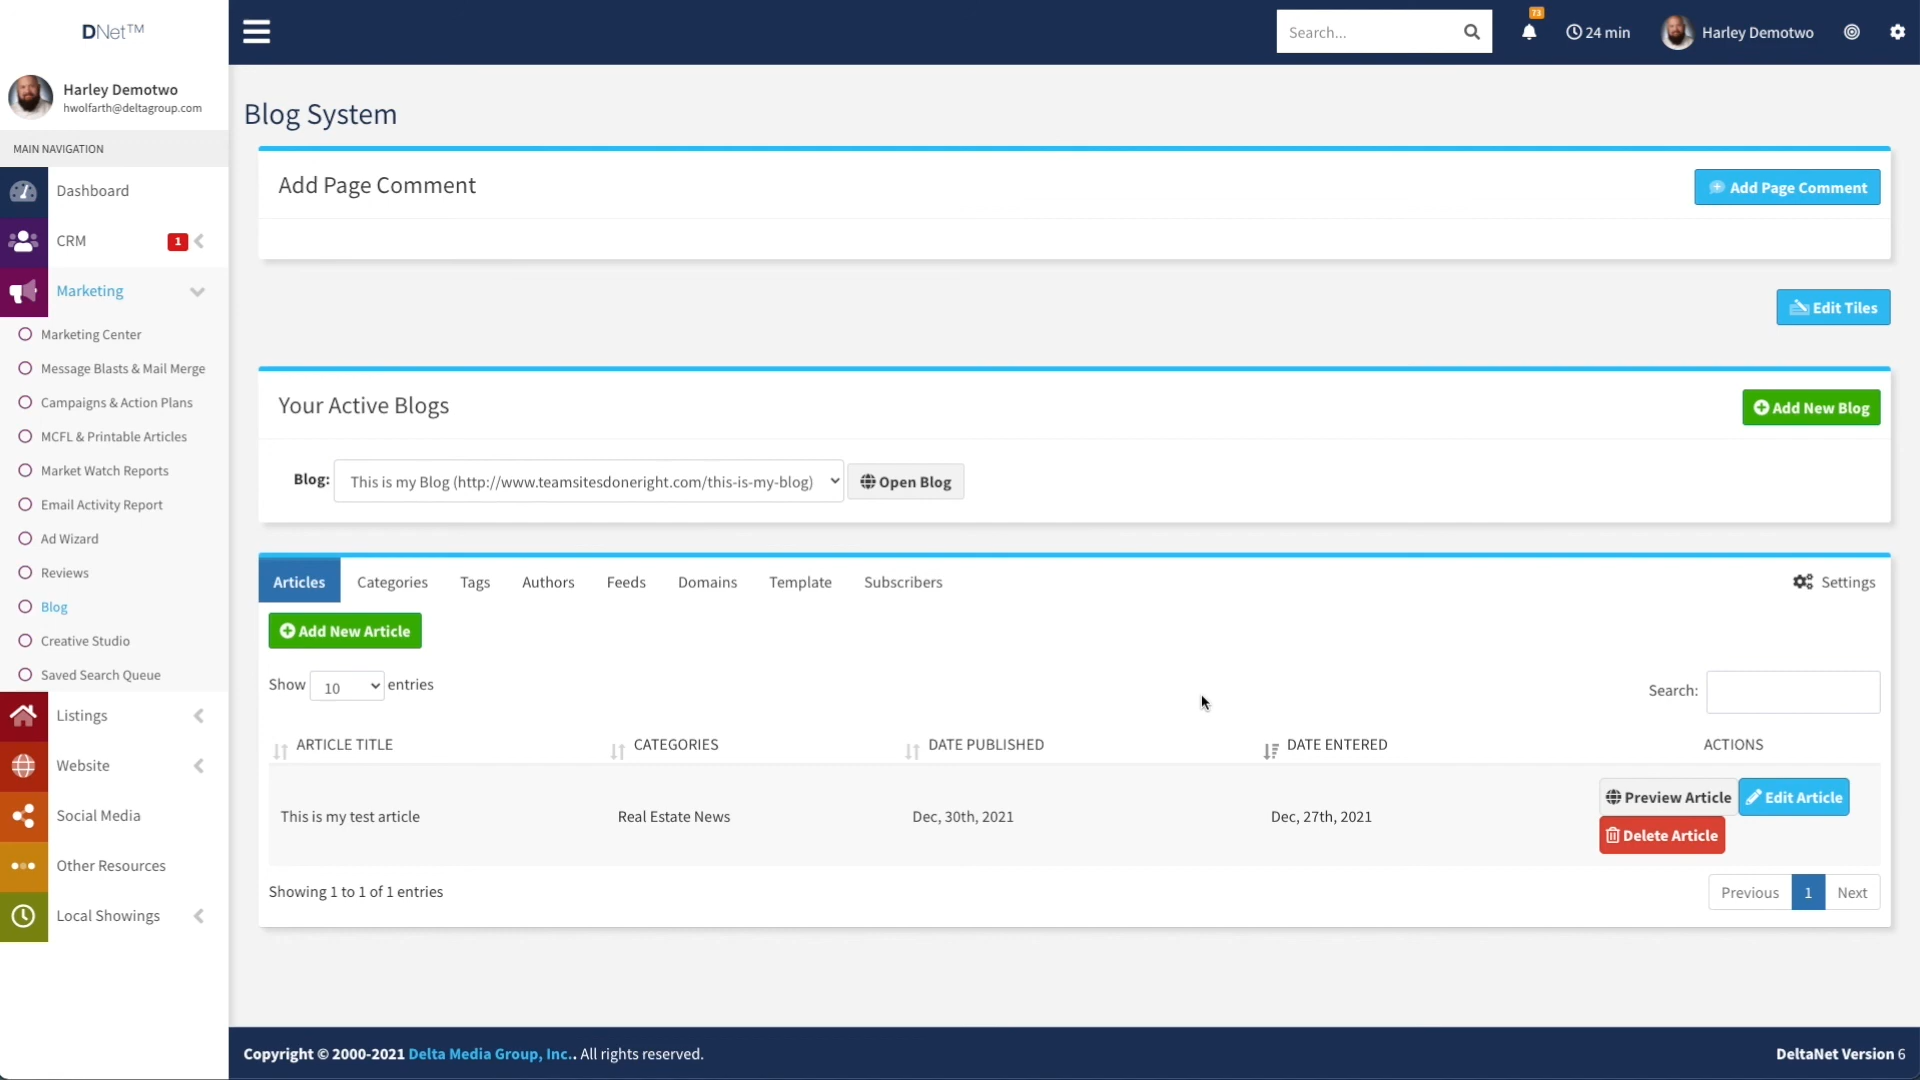 DNet™
Search...
73
24 min
Harley Demotwo
Harley Demotwo
hwolfarth@deltagroup.com
MAIN NAVIGATION
Dashboard
CRM
1
Marketing
Marketing Center
Message Blasts & Mail Merge
Campaigns & Action Plans
MCFL & Printable Articles
Market Watch Reports
Email Activity Report
Ad Wizard
Reviews
Blog
Creative Studio
Saved Search Queue
Listings
Website
Social Media
Other Resources
Local Showings
Blog System
Add Page Comment
Add Page Comment
Edit Tiles
Your Active Blogs
Add New Blog
Blog: This is my Blog (http://www.teamsitesdoneright.com/this-is-my-blog) Open Blog
Articles Categories Tags Authors Feeds Domains Template Subscribers Settings
Add New Article
Show 10 entries
Search:
ARTICLE TITLE CATEGORIES DATE PUBLISHED DATE ENTERED ACTIONS
This is my test article Real Estate News Dec, 30th, 2021 Dec, 27th, 2021
Preview Article Edit Article
Delete Article
Showing 1 to 1 of 1 entries
Previous 1 Next
Copyright © 2000-2021 Delta Media Group, Inc.. All rights reserved.
DeltaNet Version 6